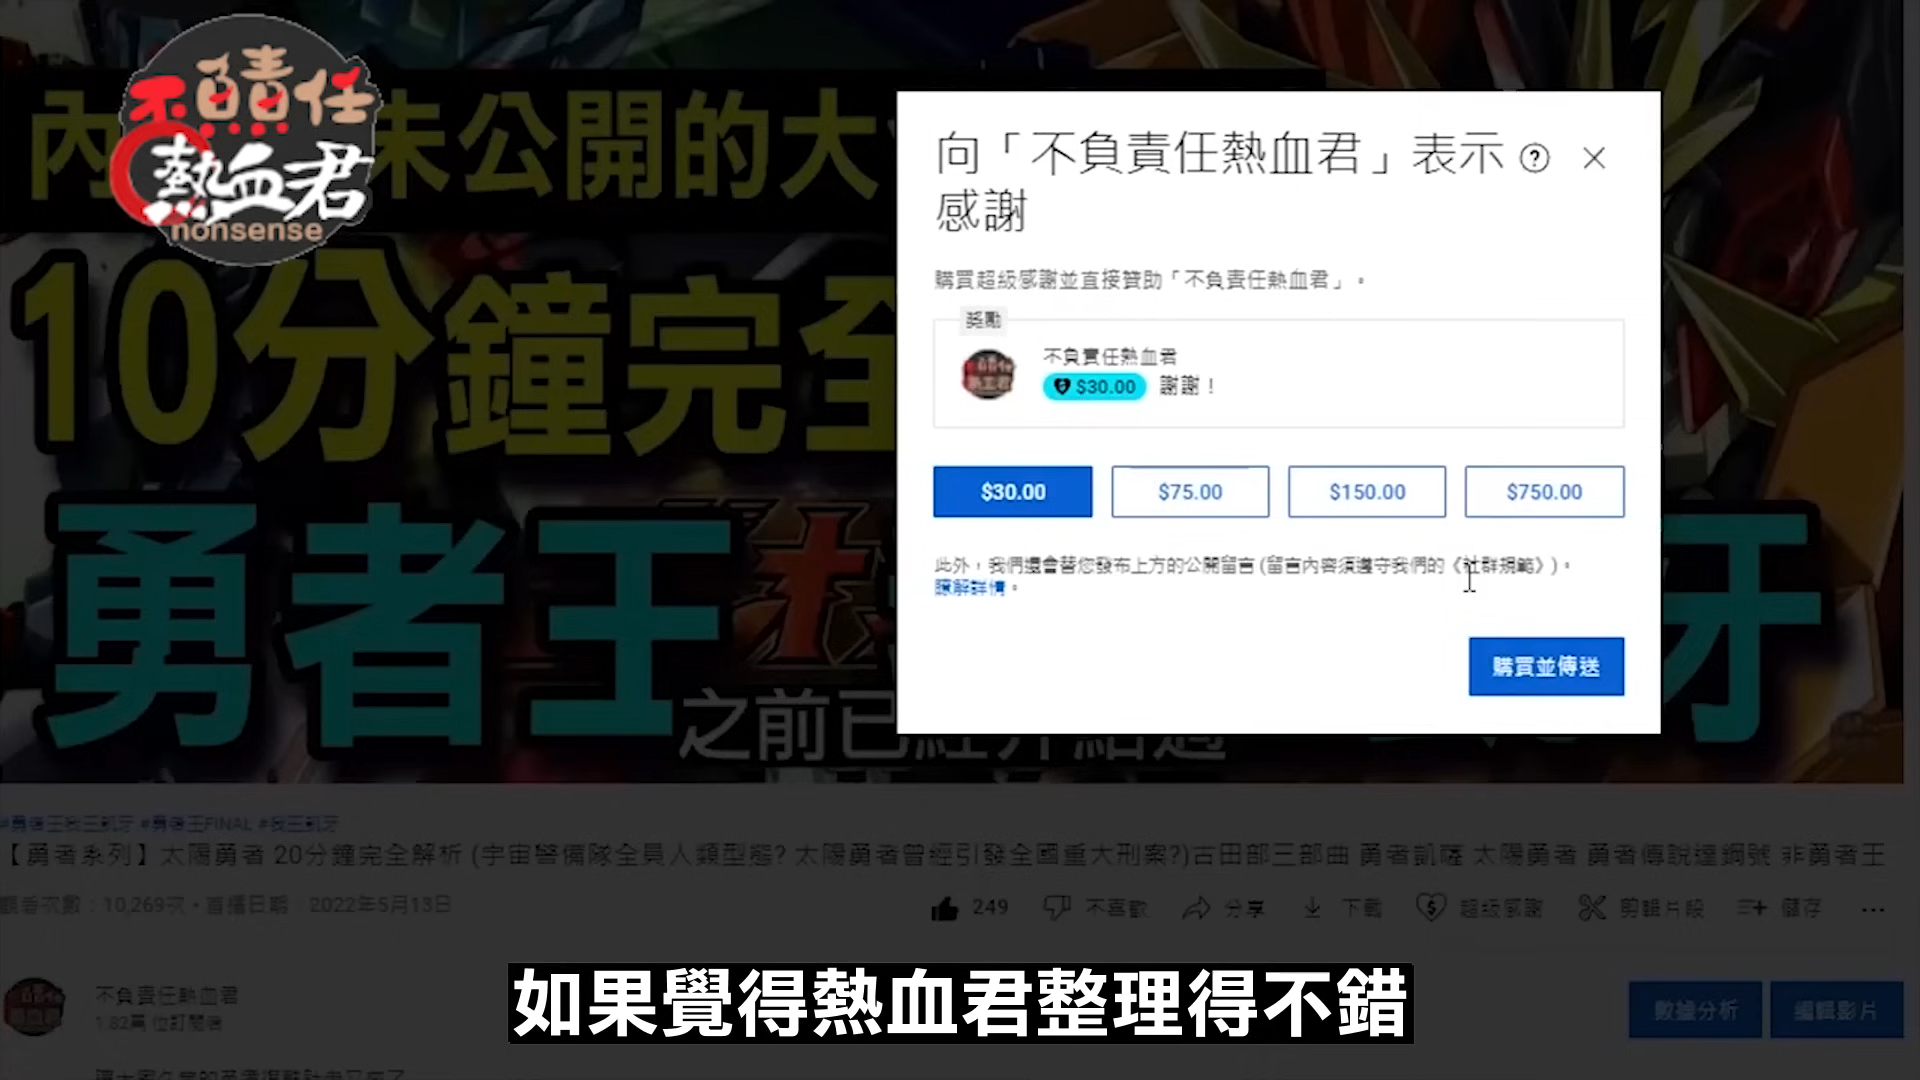 不負責任
熱血君
nonsense
內 未公開的大
10分鐘完全
勇者王
牙
之前已經介紹過
向「不負責任熱血君」表示
感謝
購買超級感謝並直接贊助「不負責任熱血君」。
獎勵
不負責任熱血君
$30.00 謝謝!
$30.00 $75.00 $150.00 $750.00
此外,我們還會替您發布上方的公開留言 (留言內容須遵守我們的《社群規範》)。
瞭解詳情。
購買並傳送
#勇者王我王凱牙 #勇者王FINAL #我王凱牙
【勇者系列】太陽勇者 20分鐘完全解析 (宇宙警備隊全員人類型態? 太陽勇者曾經引發全國重大刑案?)古田部三部曲 勇者凱薩 太陽勇者 勇者傳說達鋼號 非勇者王
觀看次數:10,269次・首播日期:2022年5月13日
249 不喜歡 分享 下載 超級感謝 剪輯片段 儲存
不負責任熱血君
1.82萬 位訂閱者
數據分析 編輯影片
如果覺得熱血君整理得不錯